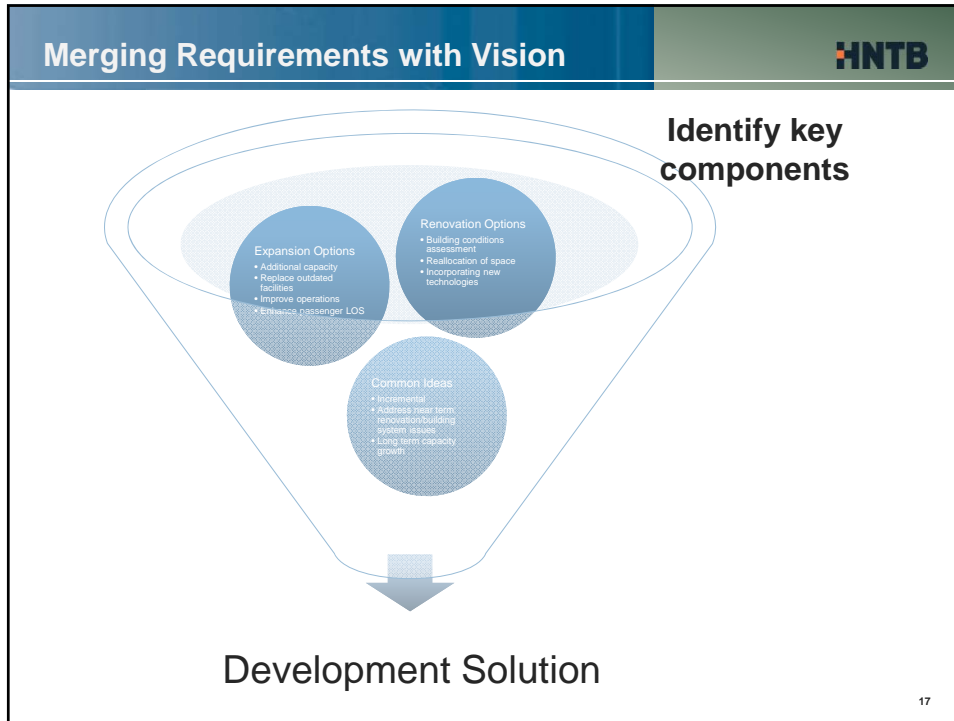 Merging Requirements with Vision
HNTB
Identify key
components
Renovation Options
• Building conditions
assessment
• Reallocation of space
• Incorporating new
technologies
Expansion Options
• Additional capacity
• Replace outdated
facilities
• Improve operations
• Enhance passenger LOS
Common Ideas
• Incremental
• Address near term
renovation/building
system issues
• Long term capacity
growth
Development Solution
17